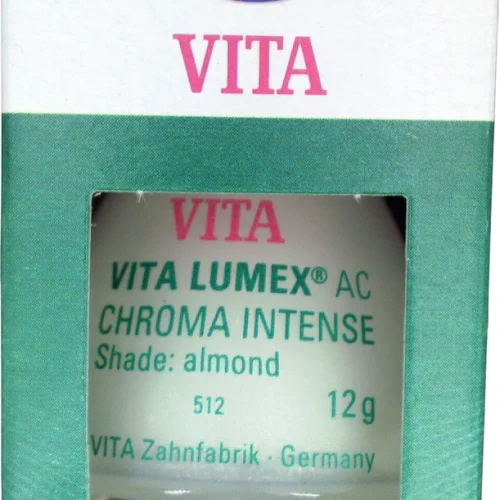 VITA
VITA
VITA LUMEX® AC
CHROMA INTENSE
Shade: almond
512 12g
VITA Zahnfabrik · Germany